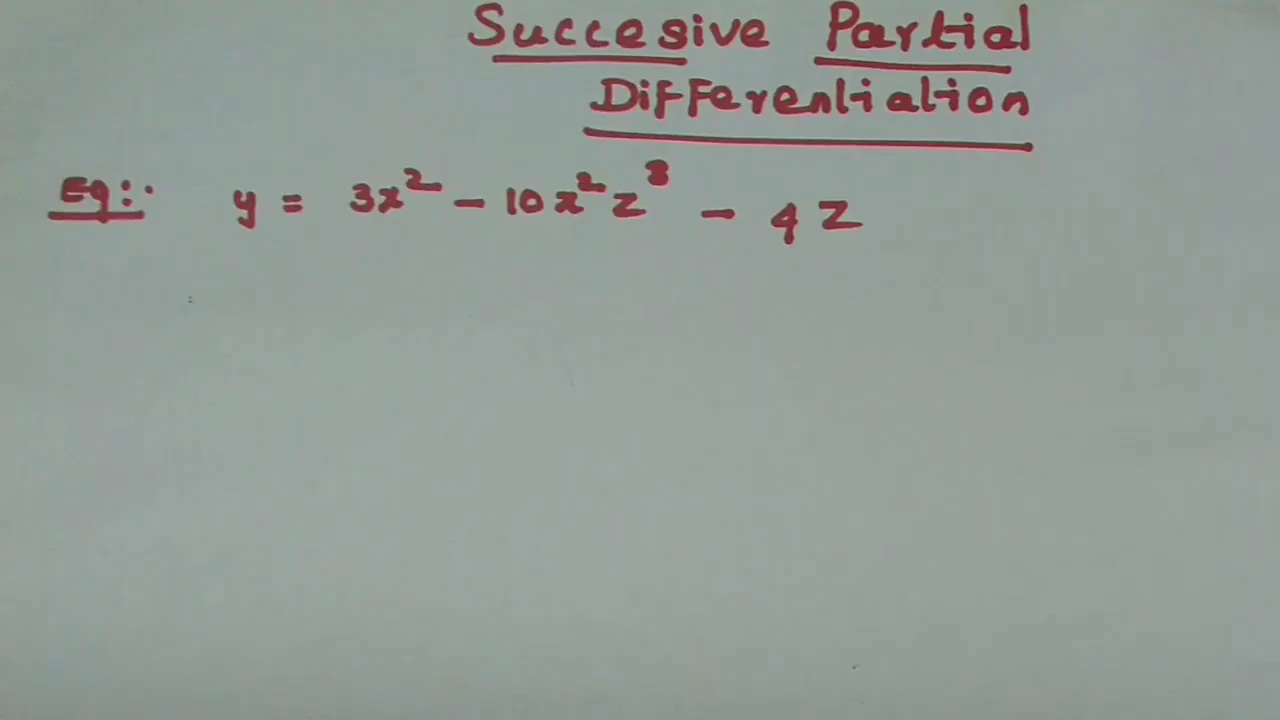 Succesive Partial
Differentiation
Eg:- y = 3x² - 10x²z³ - 4z